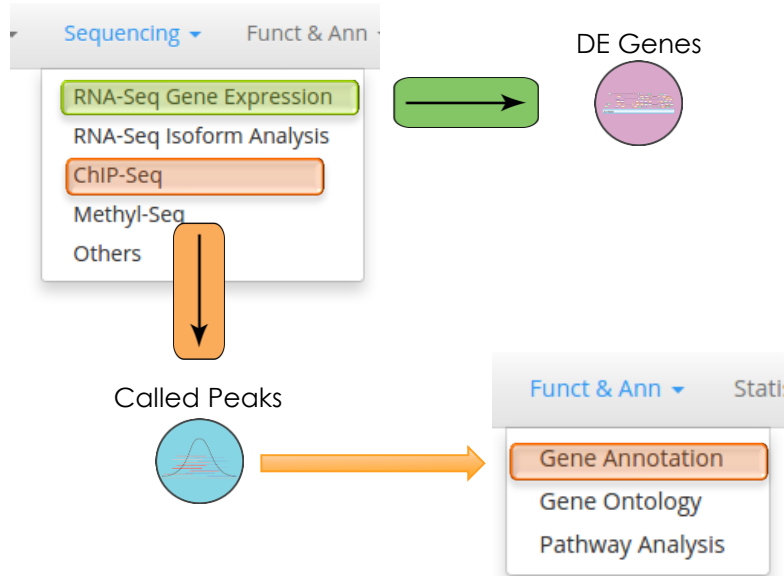 Sequencing Funct & Ann
DE Genes
RNA-Seq Gene Expression
RNA-Seq Isoform Analysis
ChIP-Seq
Methyl-Seq
Others
Called Peaks
Funct & Ann Statis
Gene Annotation
Gene Ontology
Pathway Analysis